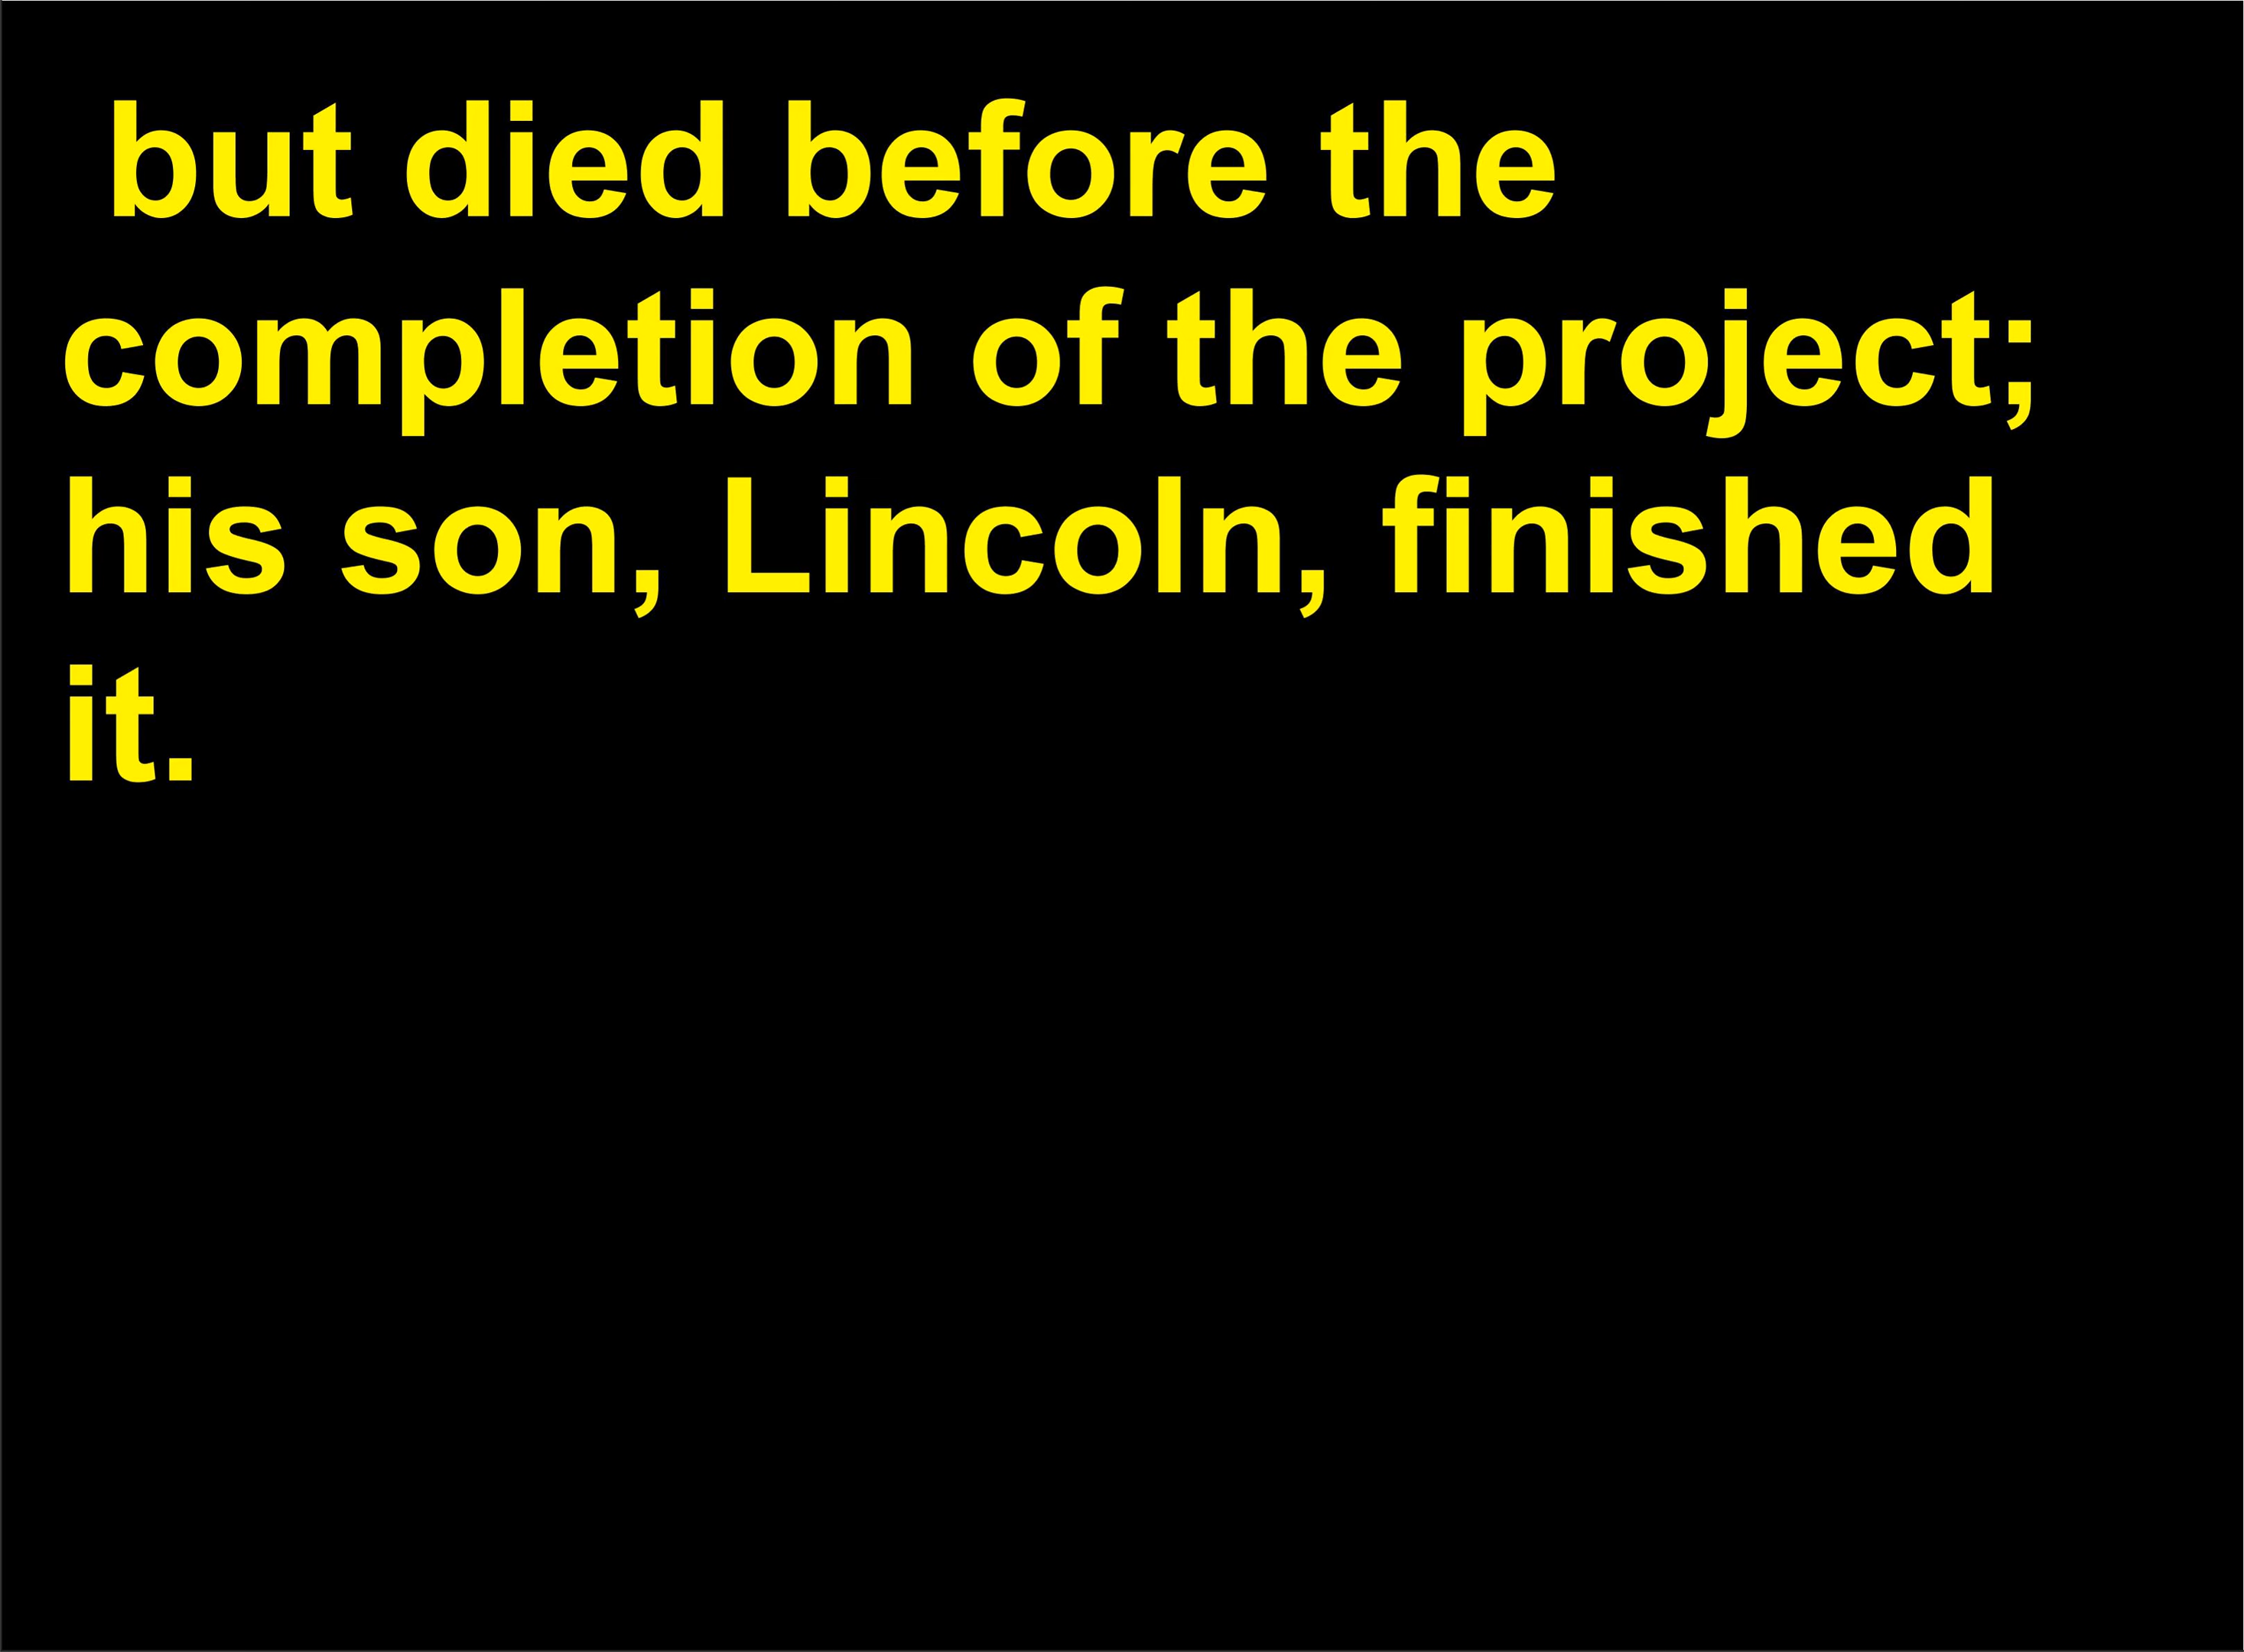 but died before the
completion of the project;
his son, Lincoln, finished
it.